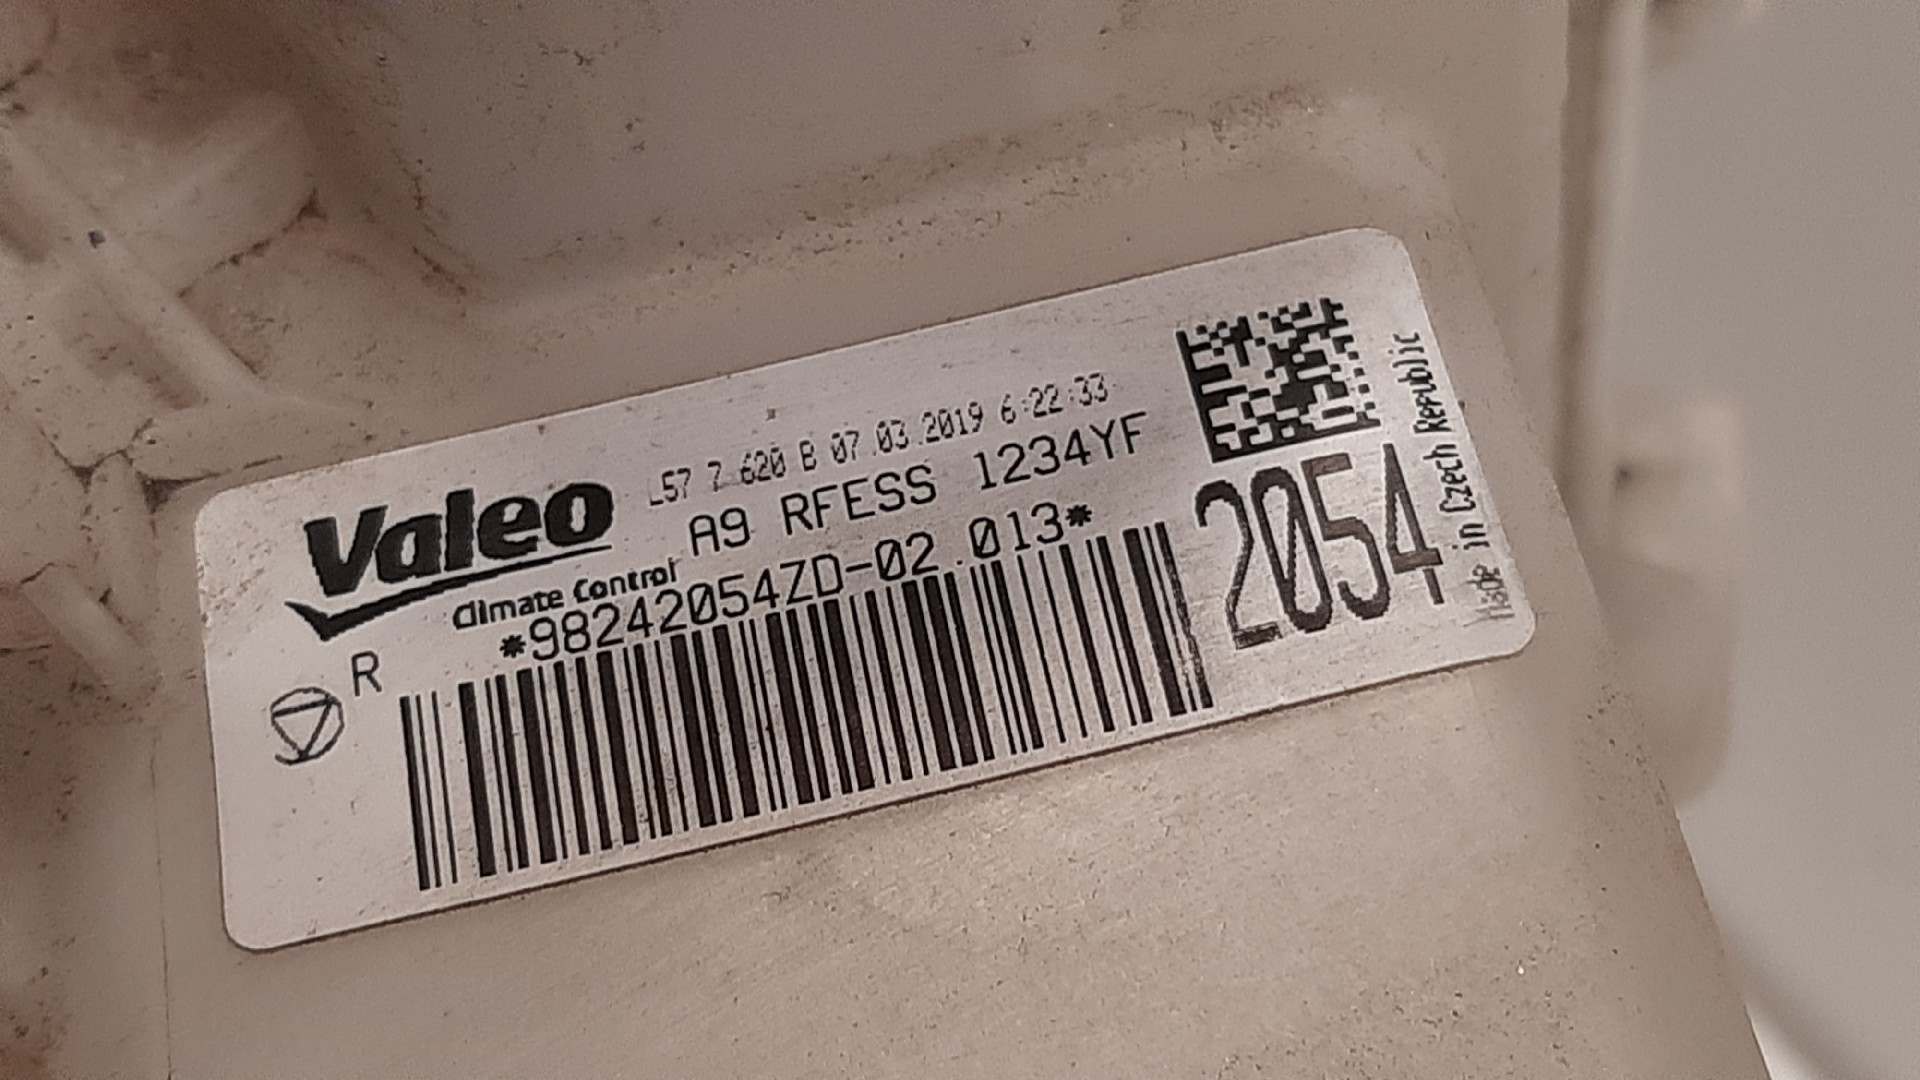 L57 7 620 B 07.03.2019 6:22:33
Valeo
A9 RFESS 1234YF
Climate Control
*98242054ZD-02.013*
R
2054
Made in Czech Republic